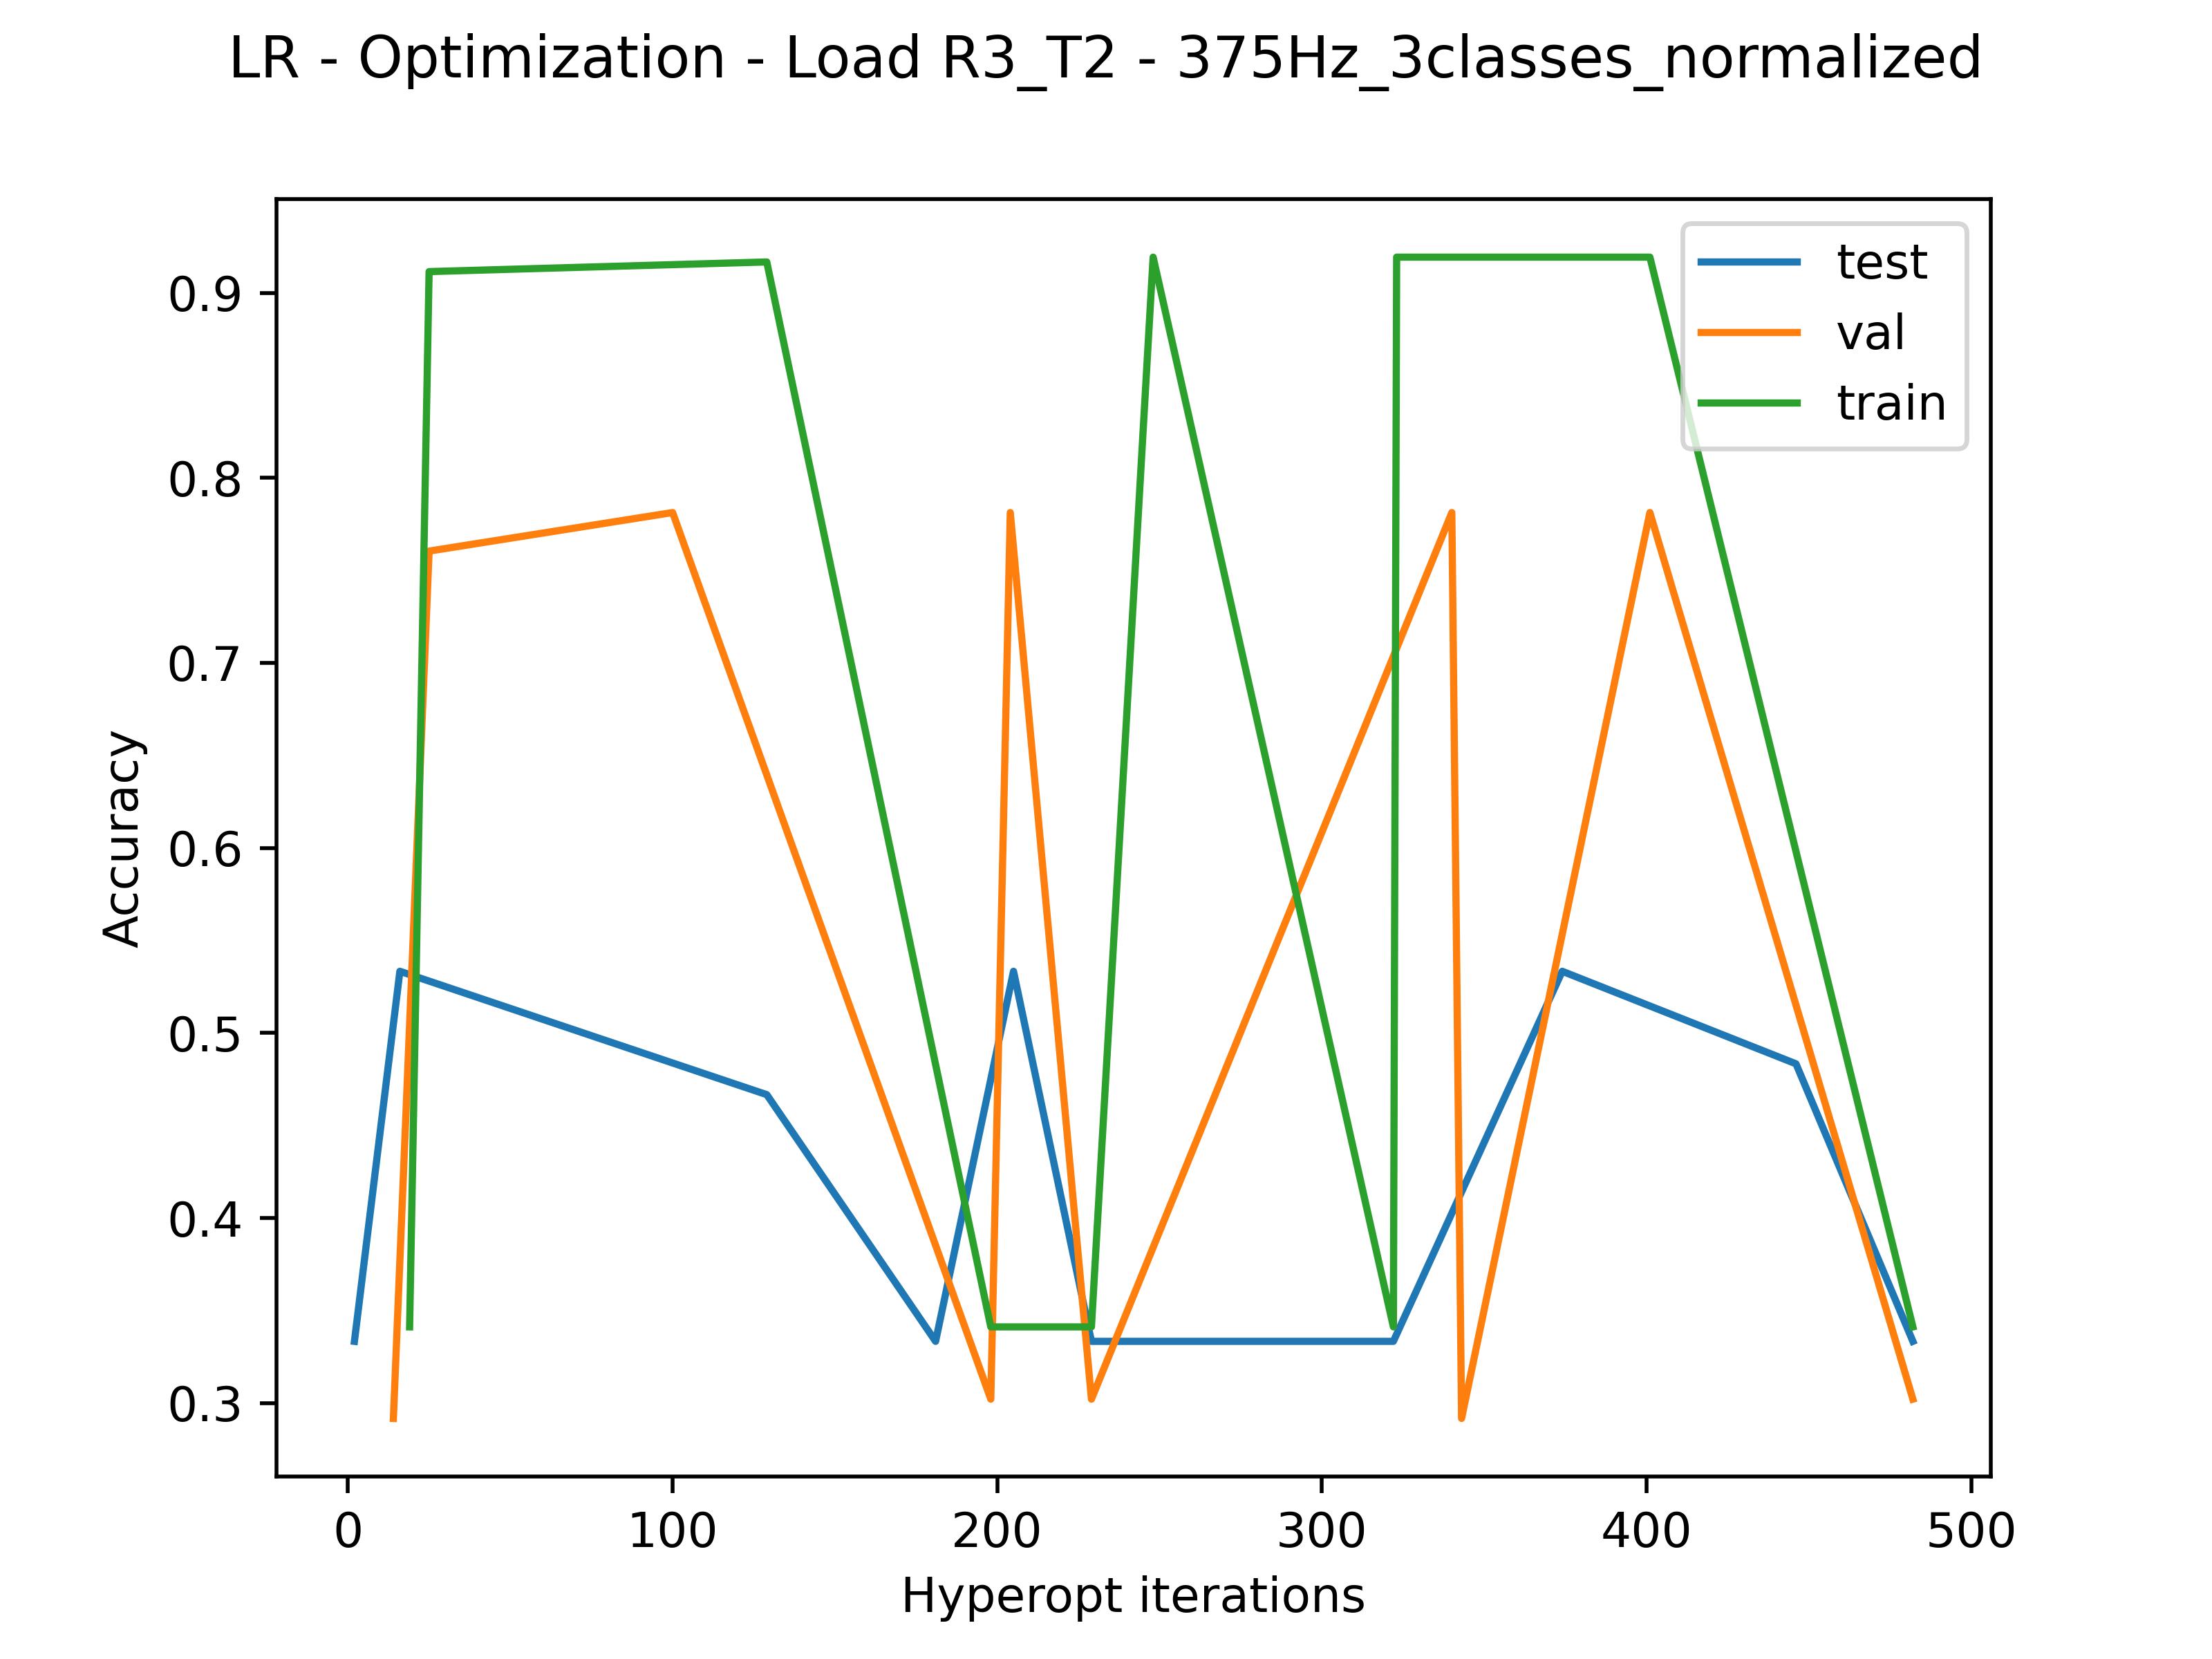 LR - Optimization - Load R3_T2 - 375Hz_3classes_normalized
test
val
train
0.9
0.8
0.7
0.6
0.5
0.4
0.3
Accuracy
0 100 200 300 400 500
Hyperopt iterations